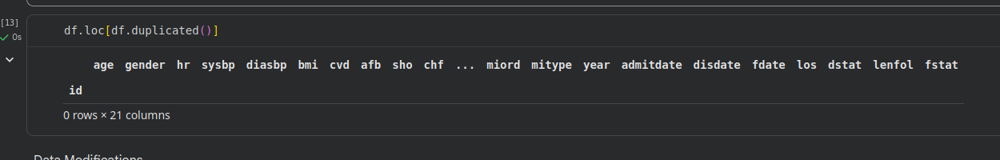 [13]
df.loc[df.duplicated()]
0s
age gender hr sysbp diasbp bmi cvd afb sho chf ... miord mitype year admitdate disdate fdate los dstat lenfol fstat
id
0 rows × 21 columns
Data Modifications